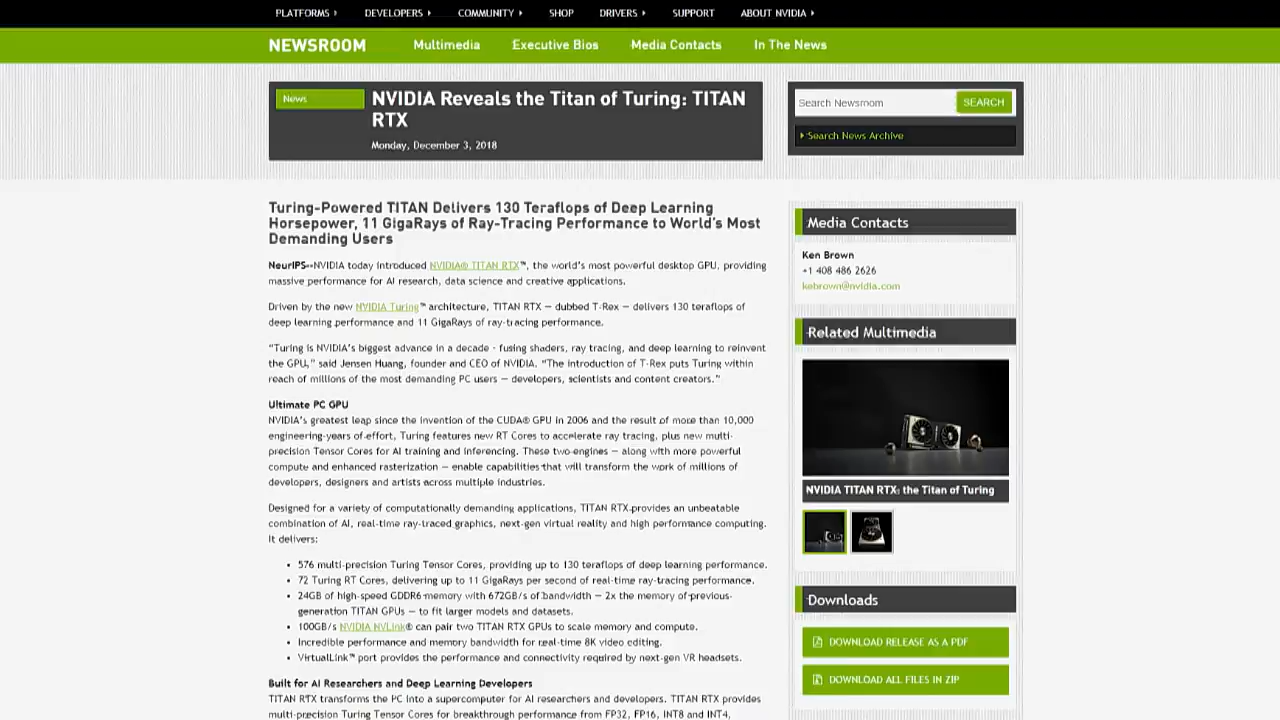 PLATFORMS DEVELOPERS COMMUNITY SHOP DRIVERS SUPPORT ABOUT NVIDIA
NEWSROOM Multimedia Executive Bios Media Contacts In The News
News
NVIDIA Reveals the Titan of Turing: TITAN
RTX
Monday, December 3, 2018
Search Newsroom SEARCH
Search News Archive
Turing-Powered TITAN Delivers 130 Teraflops of Deep Learning
Horsepower, 11 GigaRays of Ray-Tracing Performance to World's Most
Demanding Users
NeurIPS--NVIDIA today introduced NVIDIA® TITAN RTX™, the world's most powerful desktop GPU, providing
massive performance for AI research, data science and creative applications.
Driven by the new NVIDIA Turing™ architecture, TITAN RTX — dubbed T-Rex — delivers 130 teraflops of
deep learning performance and 11 GigaRays of ray-tracing performance.
"Turing is NVIDIA's biggest advance in a decade - fusing shaders, ray tracing, and deep learning to reinvent
the GPU," said Jensen Huang, founder and CEO of NVIDIA. "The introduction of T-Rex puts Turing within
reach of millions of the most demanding PC users — developers, scientists and content creators."
Ultimate PC GPU
NVIDIA's greatest leap since the invention of the CUDA® GPU in 2006 and the result of more than 10,000
engineering-years of effort, Turing features new RT Cores to accelerate ray tracing, plus new multi-
precision Tensor Cores for AI training and inferencing. These two engines — along with more powerful
compute and enhanced rasterization — enable capabilities that will transform the work of millions of
developers, designers and artists across multiple industries.
Designed for a variety of computationally demanding applications, TITAN RTX provides an unbeatable
combination of AI, real-time ray-traced graphics, next-gen virtual reality and high performance computing.
It delivers:
• 576 multi-precision Turing Tensor Cores, providing up to 130 teraflops of deep learning performance.
• 72 Turing RT Cores, delivering up to 11 GigaRays per second of real-time ray-tracing performance.
• 24GB of high-speed GDDR6 memory with 672GB/s of bandwidth — 2x the memory of previous-
generation TITAN GPUs — to fit larger models and datasets.
• 100GB/s NVIDIA NVLink® can pair two TITAN RTX GPUs to scale memory and compute.
• Incredible performance and memory bandwidth for real-time 8K video editing.
• VirtualLink™ port provides the performance and connectivity required by next-gen VR headsets.
Built for AI Researchers and Deep Learning Developers
TITAN RTX transforms the PC into a supercomputer for AI researchers and developers. TITAN RTX provides
multi-precision Turing Tensor Cores for breakthrough performance from FP32, FP16, INT8 and INT4,
Media Contacts
Ken Brown
+1 408 486 2626
kebrown@nvidia.com
Related Multimedia
NVIDIA TITAN RTX: the Titan of Turing
Downloads
DOWNLOAD RELEASE AS A PDF
DOWNLOAD ALL FILES IN ZIP